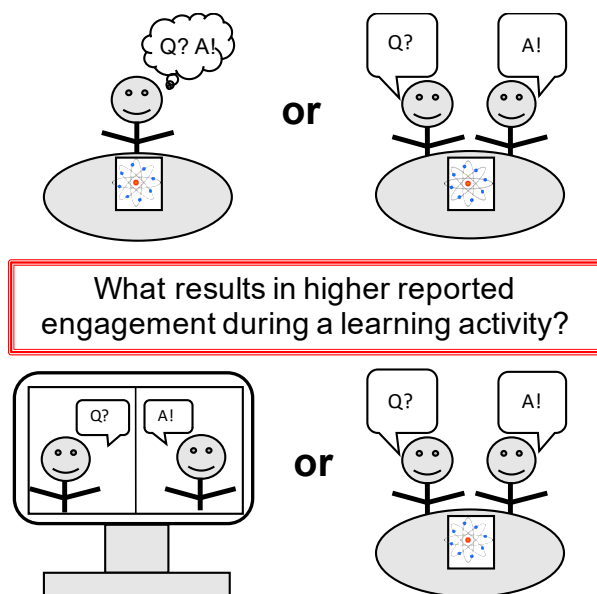 Q? A!
or
Q?
A!
What results in higher reported
engagement during a learning activity?
Q?
A!
or
Q?
A!